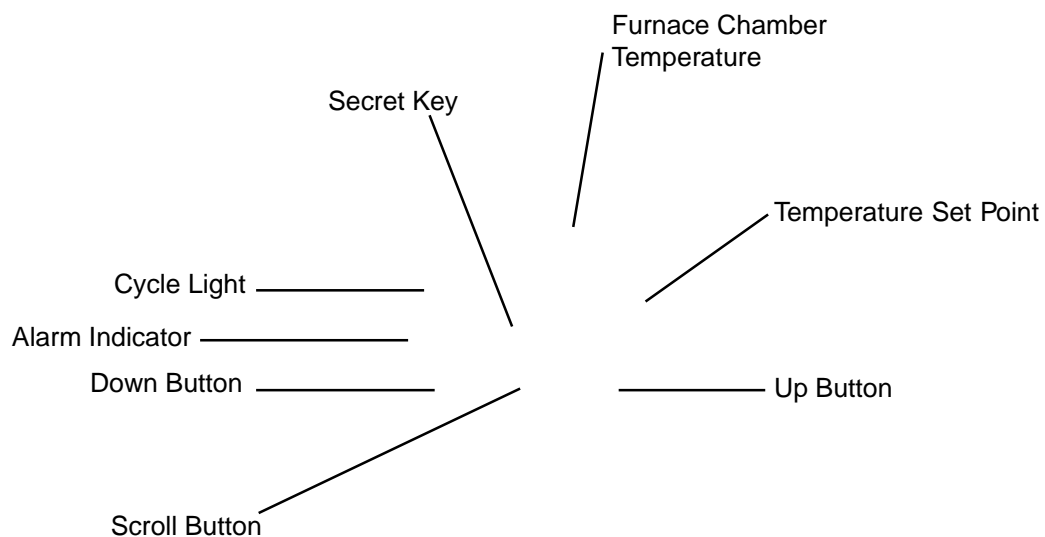 Furnace Chamber
Temperature
Secret Key
Temperature Set Point
Cycle Light
Alarm Indicator
Down Button
Up Button
Scroll Button